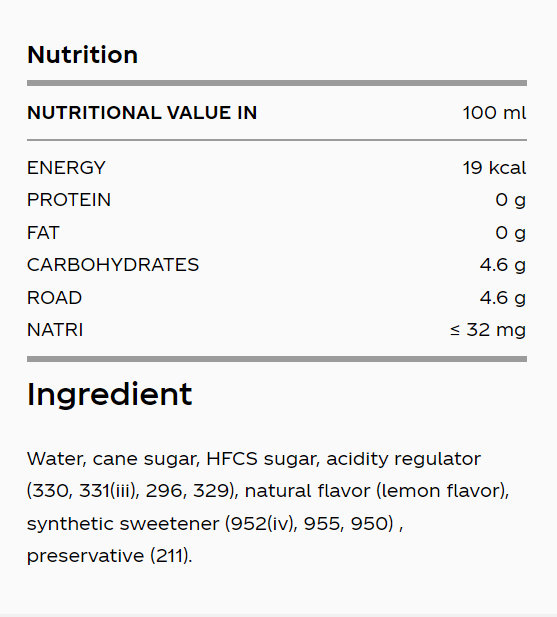 Nutrition
NUTRITIONAL VALUE IN 100 ml
ENERGY 19 kcal
PROTEIN 0 g
FAT 0 g
CARBOHYDRATES 4.6 g
ROAD 4.6 g
NATRI ≤ 32 mg
Ingredient
Water, cane sugar, HFCS sugar, acidity regulator
(330, 331(iii), 296, 329), natural flavor (lemon flavor),
synthetic sweetener (952(iv), 955, 950) ,
preservative (211).